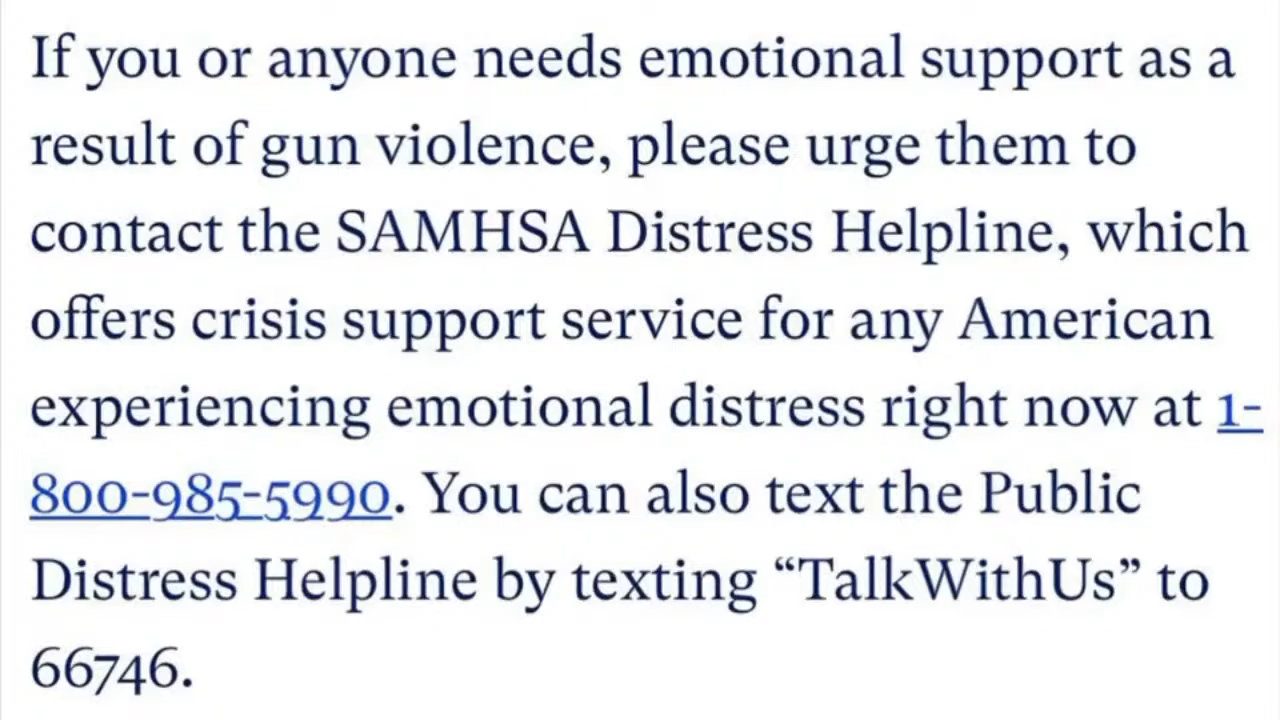 If you or anyone needs emotional support as a
result of gun violence, please urge them to
contact the SAMHSA Distress Helpline, which
offers crisis support service for any American
experiencing emotional distress right now at 1-
800-985-5990. You can also text the Public
Distress Helpline by texting “TalkWithUs” to
66746.